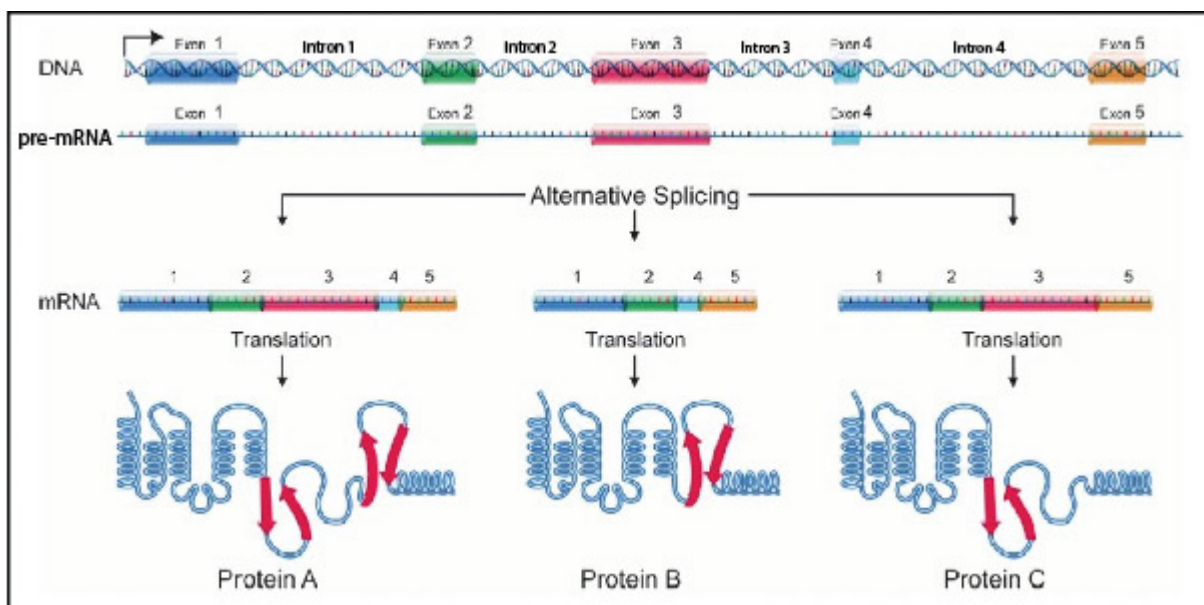 Exon 1 Intron 1 Exon 2 Intron 2 Exon 3 Intron 3 Exon 4 Intron 4 Exon 5
DNA
Exon 1 Exon 2 Exon 3 Exon 4 Exon 5
pre-mRNA
Alternative Splicing
1 2 3 4 5 1 2 4 5 1 2 3 5
mRNA
Translation Translation Translation
Protein A Protein B Protein C